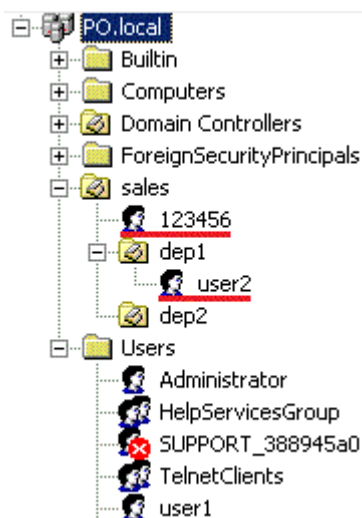 PO.local
Builtin
Computers
Domain Controllers
ForeignSecurityPrincipals
sales
123456
dep1
user2
dep2
Users
Administrator
HelpServicesGroup
SUPPORT_388945a0
TelnetClients
user1